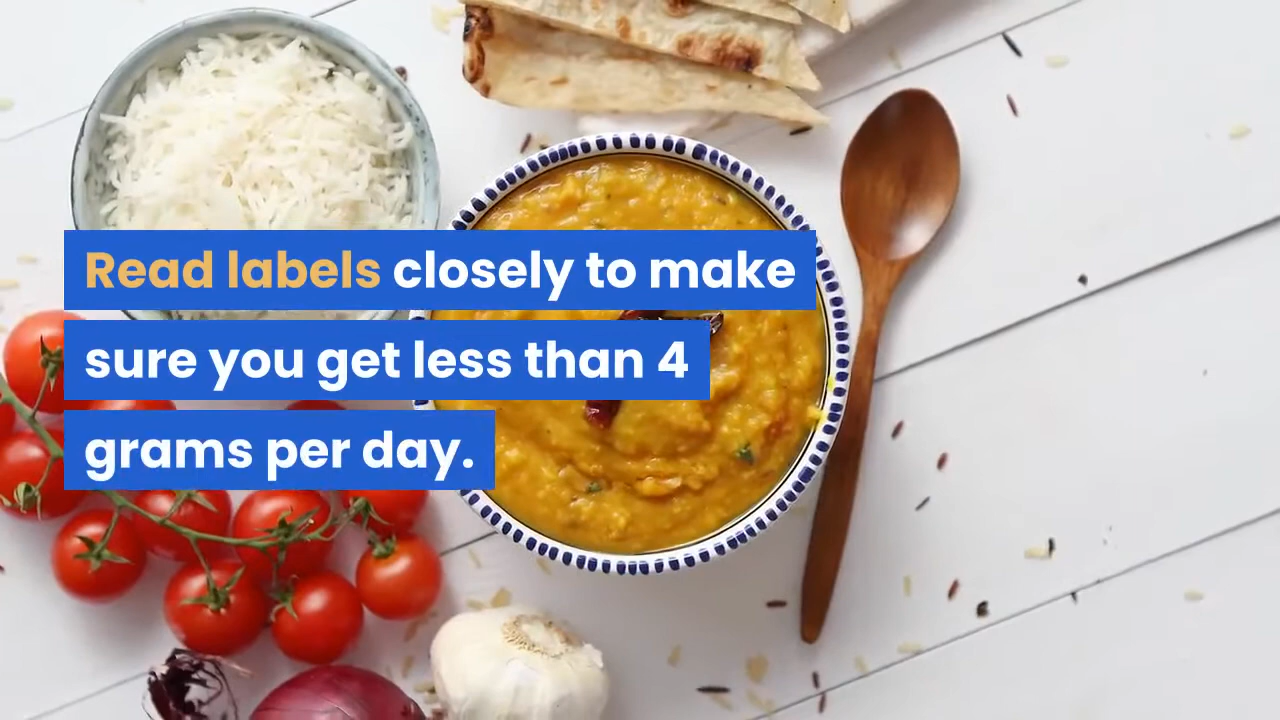 Read labels closely to make
sure you get less than 4
grams per day.